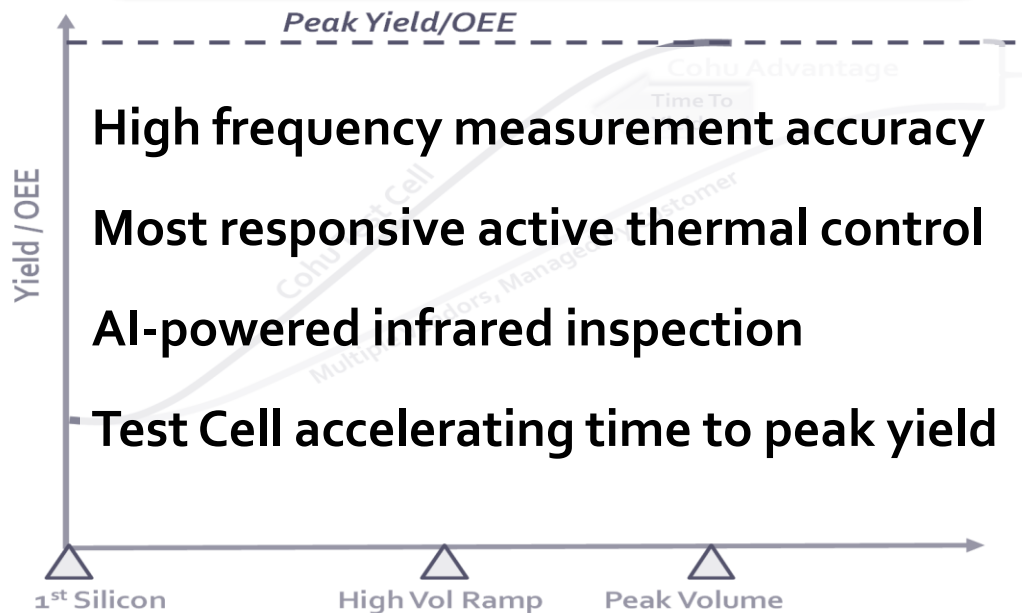 Peak Yield/OEE
Cohu Advantage
Time To
High frequency measurement accuracy
Yield / OEE
Most responsive active thermal control
AI-powered infrared inspection
Test Cell accelerating time to peak yield
1st Silicon
High Vol Ramp
Peak Volume